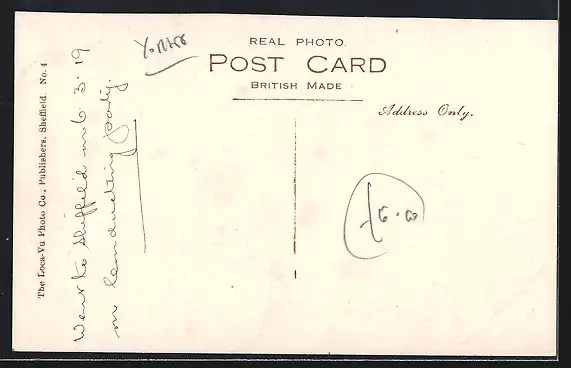 Yorks
REAL PHOTO.
POST CARD
BRITISH MADE
Address Only.
The Loca-Vu Photo Co., Publishers, Sheffield. No. 4
Went to Sheffield on 6. 3. 19
on conducting party.
£6.00